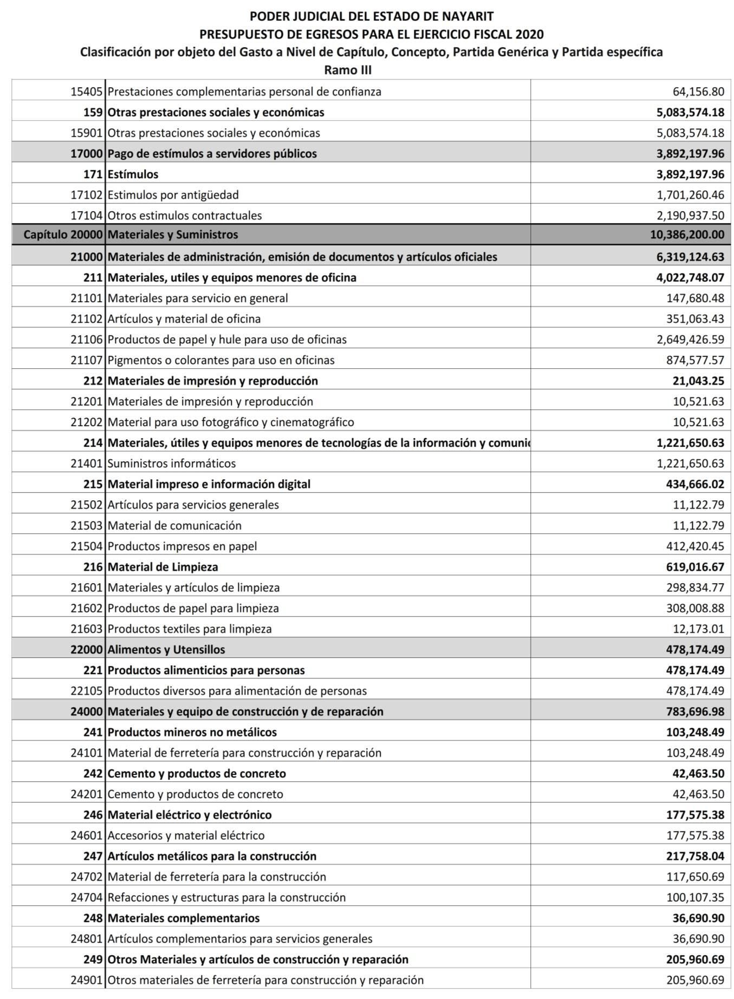 PODER JUDICIAL DEL ESTADO DE NAYARIT
PRESUPUESTO DE EGRESOS PARA EL EJERCICIO FISCAL 2020
Clasificación por objeto del Gasto a Nivel de Capítulo, Concepto, Partida Genérica y Partida específica
Ramo III
15405 Prestaciones complementarias personal de confianza 64,156.80
159 Otras prestaciones sociales y económicas 5,083,574.18
15901 Otras prestaciones sociales y económicas 5,083,574.18
17000 Pago de estímulos a servidores públicos 3,892,197.96
171 Estímulos 3,892,197.96
17102 Estimulos por antigüedad 1,701,260.46
17104 Otros estimulos contractuales 2,190,937.50
Capítulo 20000 Materiales y Suministros 10,386,200.00
21000 Materiales de administración, emisión de documentos y artículos oficiales 6,319,124.63
211 Materiales, utiles y equipos menores de oficina 4,022,748.07
21101 Materiales para servicio en general 147,680.48
21102 Artículos y material de oficina 351,063.43
21106 Productos de papel y hule para uso de oficinas 2,649,426.59
21107 Pigmentos o colorantes para uso en oficinas 874,577.57
212 Materiales de impresión y reproducción 21,043.25
21201 Materiales de impresión y reproducción 10,521.63
21202 Material para uso fotográfico y cinematográfico 10,521.63
214 Materiales, útiles y equipos menores de tecnologías de la información y comunic 1,221,650.63
21401 Suministros informáticos 1,221,650.63
215 Material impreso e información digital 434,666.02
21502 Artículos para servicios generales 11,122.79
21503 Material de comunicación 11,122.79
21504 Productos impresos en papel 412,420.45
216 Material de Limpieza 619,016.67
21601 Materiales y artículos de limpieza 298,834.77
21602 Productos de papel para limpieza 308,008.88
21603 Productos textiles para limpieza 12,173.01
22000 Alimentos y Utensillos 478,174.49
221 Productos alimenticios para personas 478,174.49
22105 Productos diversos para alimentación de personas 478,174.49
24000 Materiales y equipo de construcción y de reparación 783,696.98
241 Productos mineros no metálicos 103,248.49
24101 Material de ferretería para construcción y reparación 103,248.49
242 Cemento y productos de concreto 42,463.50
24201 Cemento y productos de concreto 42,463.50
246 Material eléctrico y electrónico 177,575.38
24601 Accesorios y material eléctrico 177,575.38
247 Artículos metálicos para la construcción 217,758.04
24702 Material de ferretería para la construcción 117,650.69
24704 Refacciones y estructuras para la construcción 100,107.35
248 Materiales complementarios 36,690.90
24801 Artículos complementarios para servicios generales 36,690.90
249 Otros Materiales y artículos de construcción y reparación 205,960.69
24901 Otros materiales de ferretería para construcción y reparación 205,960.69